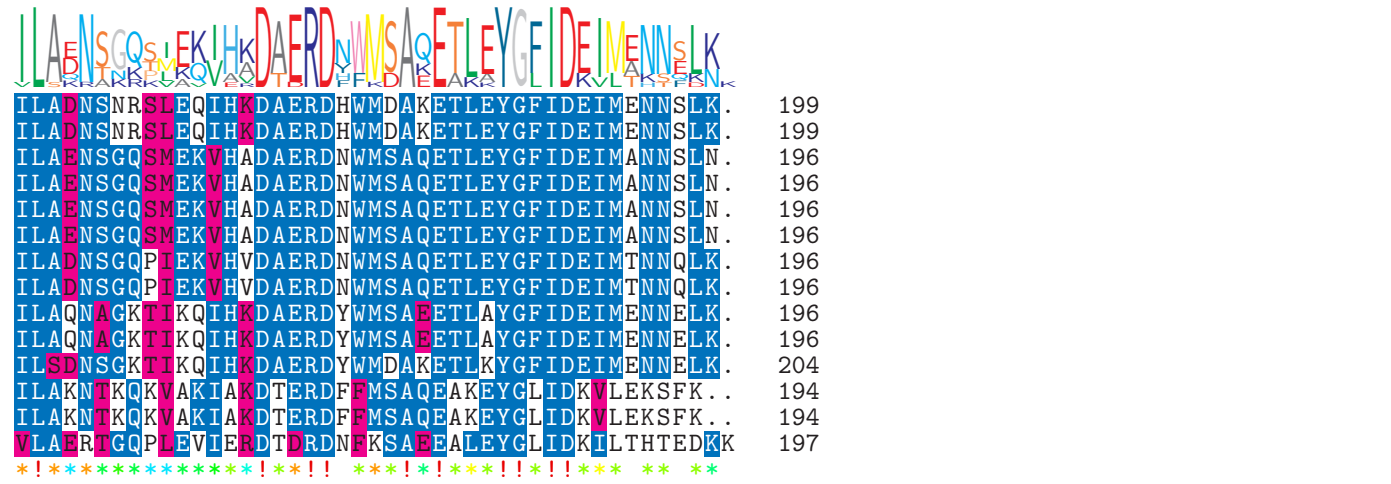 ILAENSGQSIEKIHKDAERDNWMSAQETLEYGFIDEIMENNSLK
ILADNSNRSLEQIHKDAERDHWMDAKETLEYGFIDEIMENNSLK. 199
ILADNSNRSLEQIHKDAERDHWMDAKETLEYGFIDEIMENNSLK. 199
ILAENSGQSMEKVHADAERDNWMSAQETLEYGFIDEIMANNSLN. 196
ILAENSGQSMEKVHADAERDNWMSAQETLEYGFIDEIMANNSLN. 196
ILAENSGQSMEKVHADAERDNWMSAQETLEYGFIDEIMANNSLN. 196
ILAENSGQSMEKVHADAERDNWMSAQETLEYGFIDEIMANNSLN. 196
ILADNSGQPIEKVHVDAERDNWMSAQETLEYGFIDEIMTNNQLK. 196
ILADNSGQPIEKVHVDAERDNWMSAQETLEYGFIDEIMTNNQLK. 196
ILAQNAGKTIKQIHKDAERDYWMSAEETLAYGFIDEIMENNELK. 196
ILAQNAGKTIKQIHKDAERDYWMSAEETLAYGFIDEIMENNELK. 196
ILSDNSGKTIKQIHKDAERDYWMDAKETLKYGFIDEIMENNELK. 204
ILAKNTKQKVAKIAKDTERDFFMSAQEAKEYGLIDKVLEKSFK.. 194
ILAKNTKQKVAKIAKDTERDFFMSAQEAKEYGLIDKVLEKSFK.. 194
VLAERTGQPLEVIERDTDRDNFKSAEEALEYGLIDKILTHTEDKK 197
*!*************!**!! ***!*!***!!*!!*** ** **